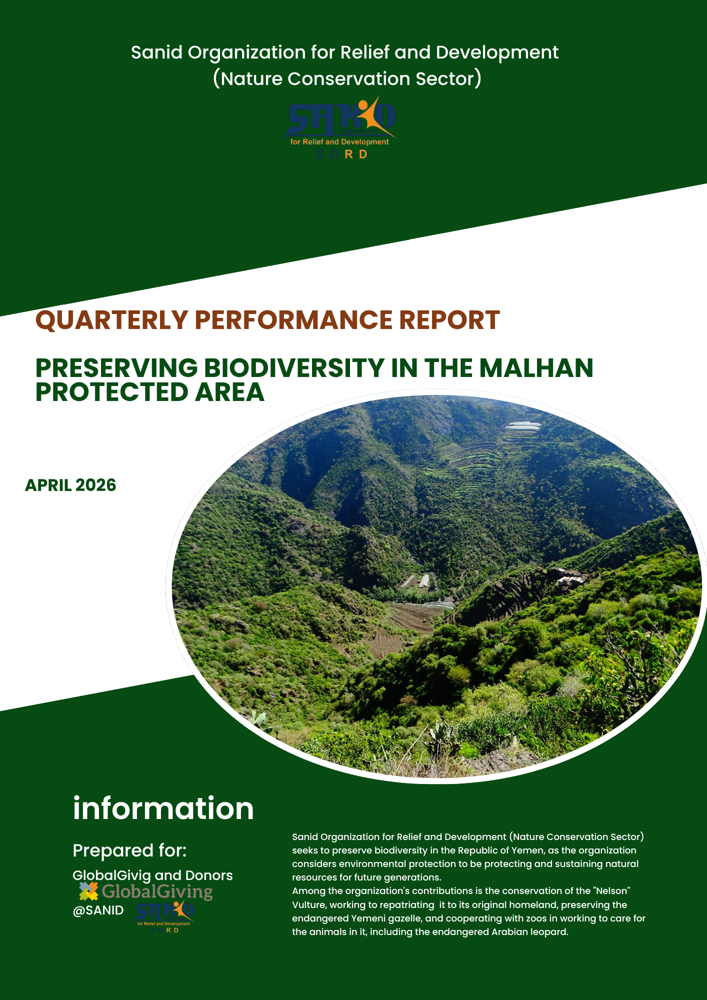 Sanid Organization for Relief and Development
(Nature Conservation Sector)
SANID
Organization
for Relief and Development
S O R D
QUARTERLY PERFORMANCE REPORT
PRESERVING BIODIVERSITY IN THE MALHAN
PROTECTED AREA
APRIL 2026
information
Prepared for:
GlobalGivig and Donors
GlobalGiving
@SANID
SANID
for Relief and Development
S O R D
Sanid Organization for Relief and Development (Nature Conservation Sector)
seeks to preserve biodiversity in the Republic of Yemen, as the organization
considers environmental protection to be protecting and sustaining natural
resources for future generations.
Among the organization's contributions is the conservation of the "Nelson"
Vulture, working to repatriating  it to its original homeland, preserving the
endangered Yemeni gazelle, and cooperating with zoos in working to care for
the animals in it, including the endangered Arabian leopard.